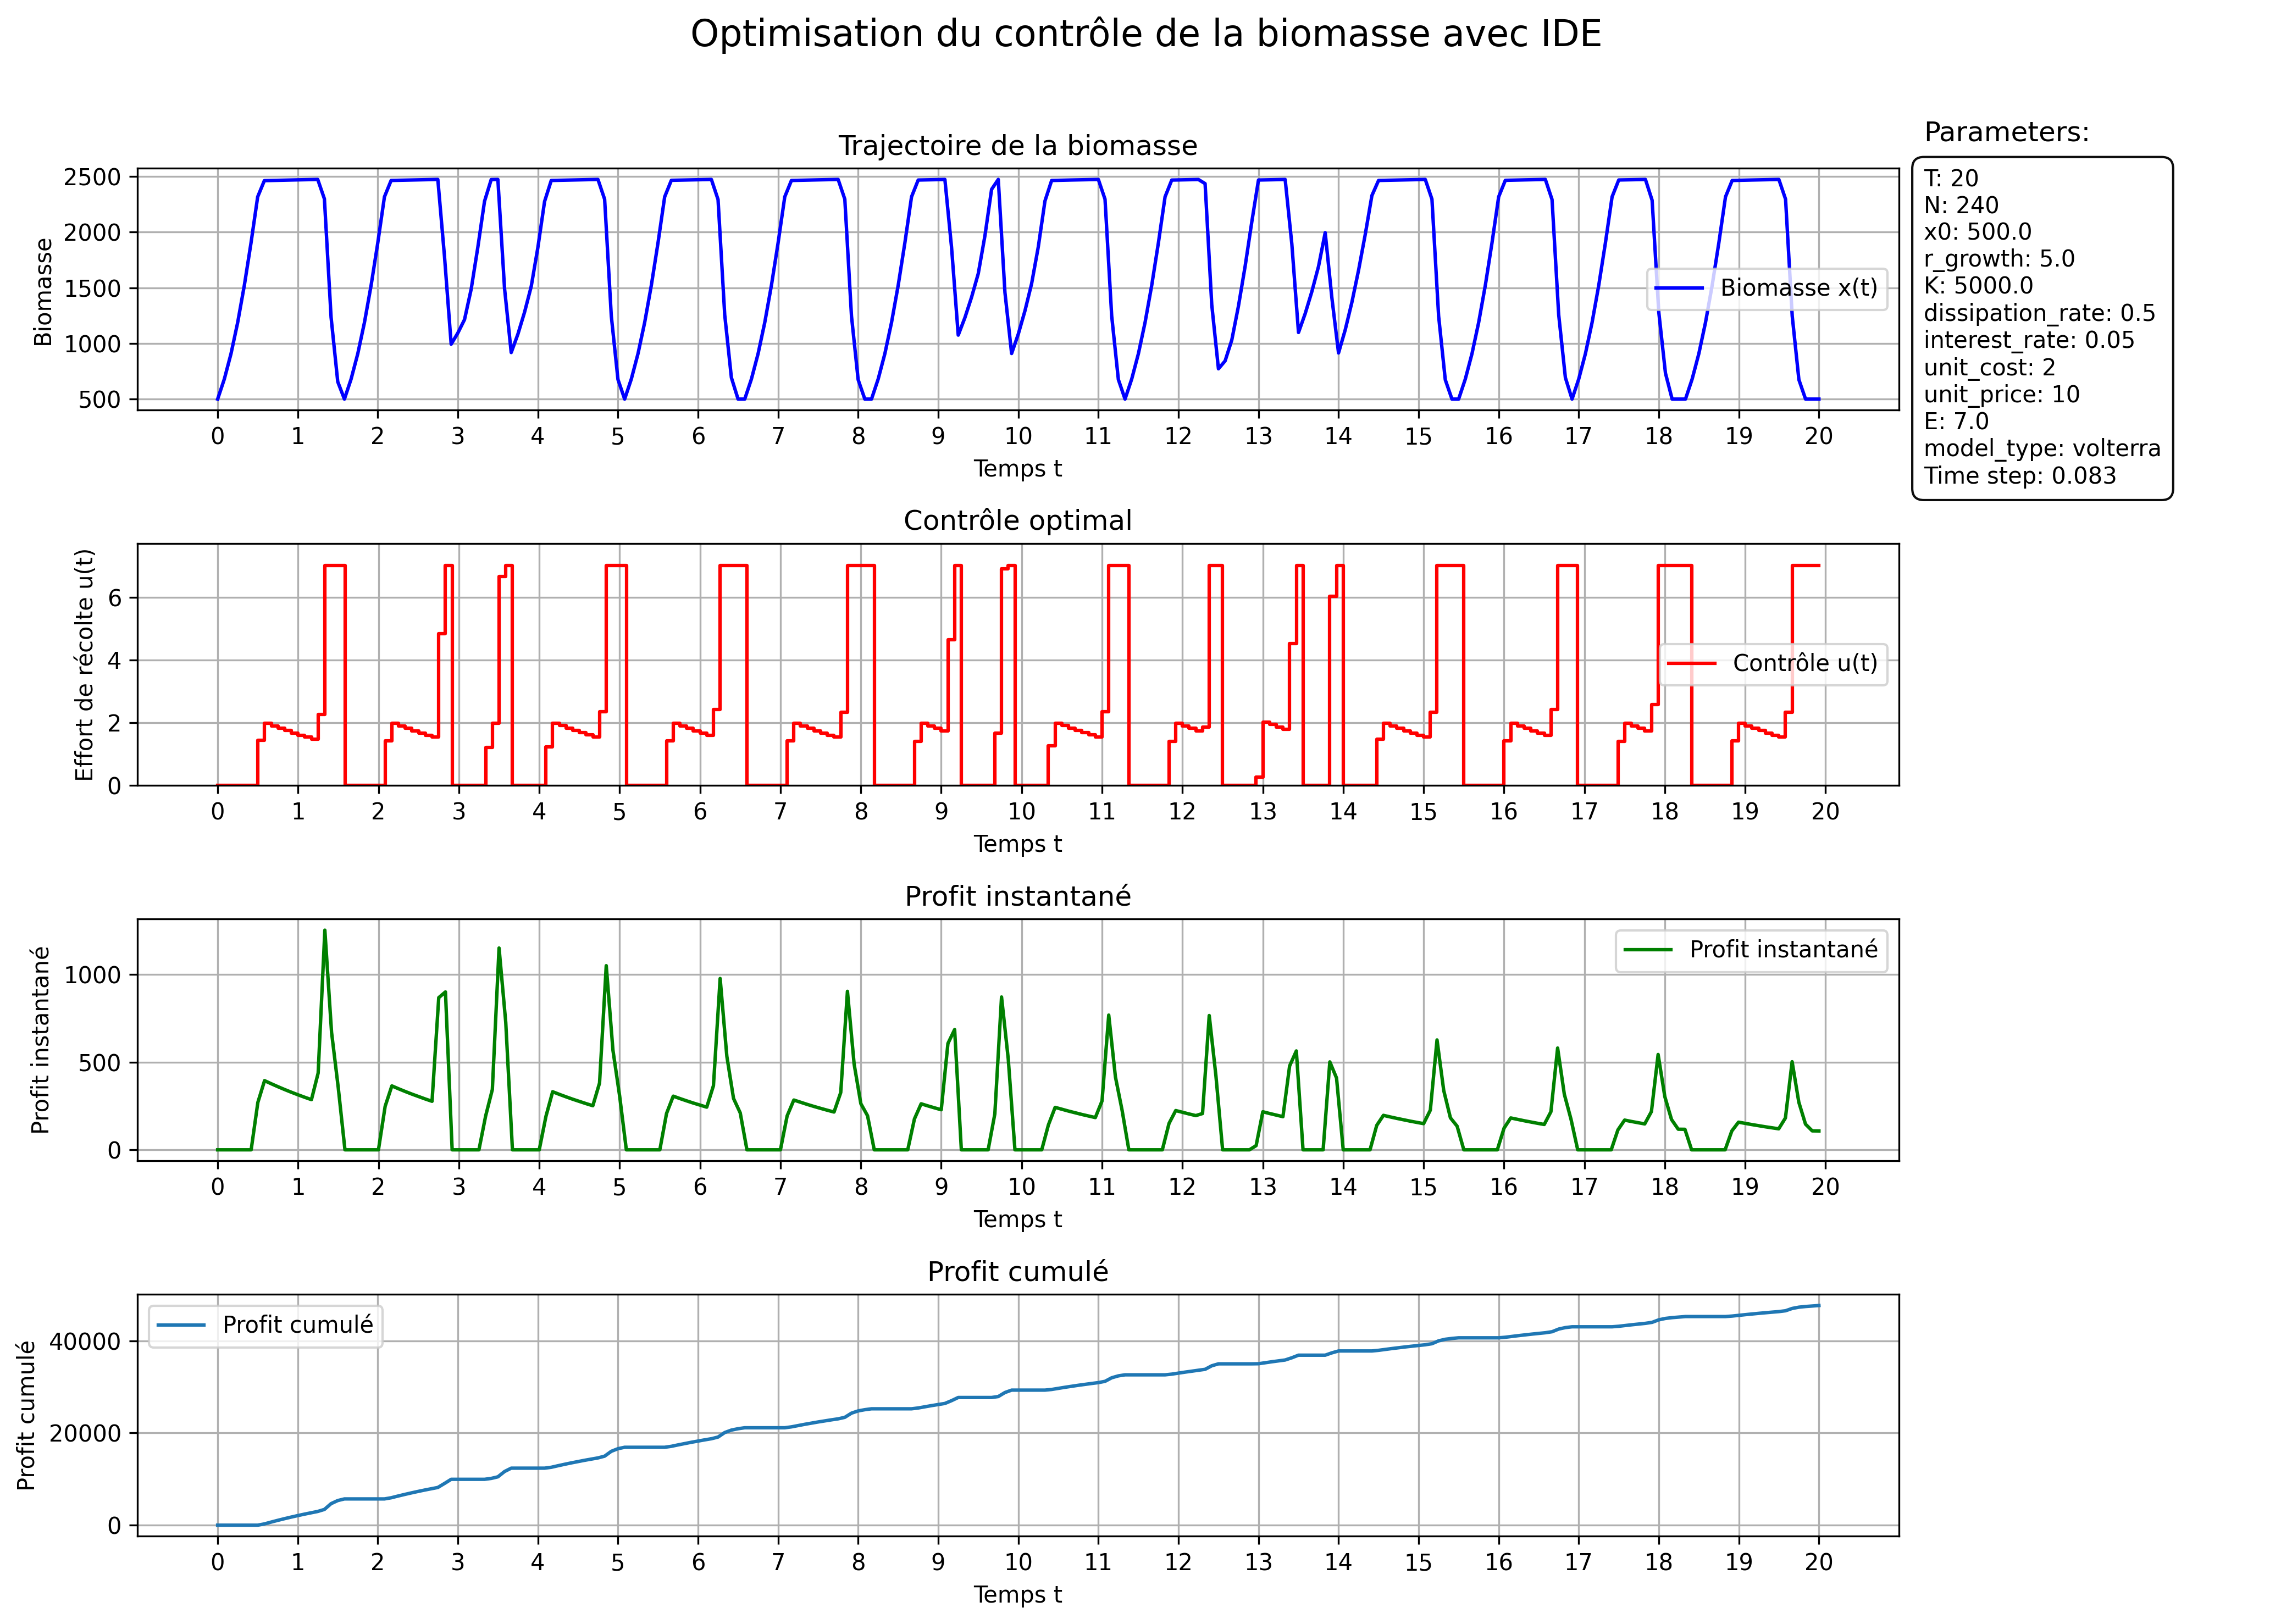 Optimisation du contrôle de la biomasse avec IDE
Trajectoire de la biomasse
Biomasse
2500
2000
1500
1000
500
Biomasse x(t)
0 1 2 3 4 5 6 7 8 9 10 11 12 13 14 15 16 17 18 19 20
Temps t
Parameters:
T: 20
N: 240
x0: 500.0
r_growth: 5.0
K: 5000.0
dissipation_rate: 0.5
interest_rate: 0.05
unit_cost: 2
unit_price: 10
E: 7.0
model_type: volterra
Time step: 0.083
Contrôle optimal
Effort de récolte u(t)
6
4
2
0
Contrôle u(t)
0 1 2 3 4 5 6 7 8 9 10 11 12 13 14 15 16 17 18 19 20
Temps t
Profit instantané
Profit instantané
1000
500
0
Profit instantané
0 1 2 3 4 5 6 7 8 9 10 11 12 13 14 15 16 17 18 19 20
Temps t
Profit cumulé
Profit cumulé
40000
20000
0
Profit cumulé
0 1 2 3 4 5 6 7 8 9 10 11 12 13 14 15 16 17 18 19 20
Temps t